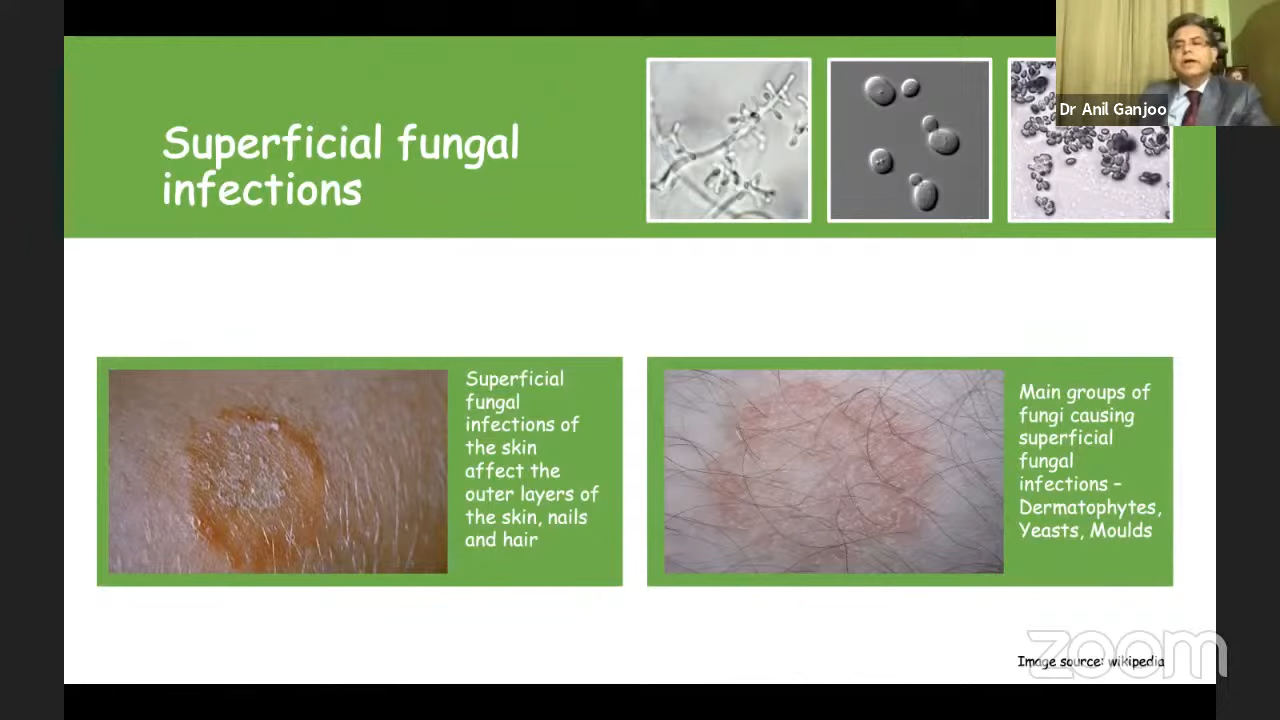 Dr Anil Ganjoo
Superficial fungal
infections
Superficial
fungal
infections of
the skin
affect the
outer layers of
the skin, nails
and hair
Main groups of
fungi causing
superficial
fungal
infections –
Dermatophytes,
Yeasts, Moulds
zoom
Image source: wikipedia